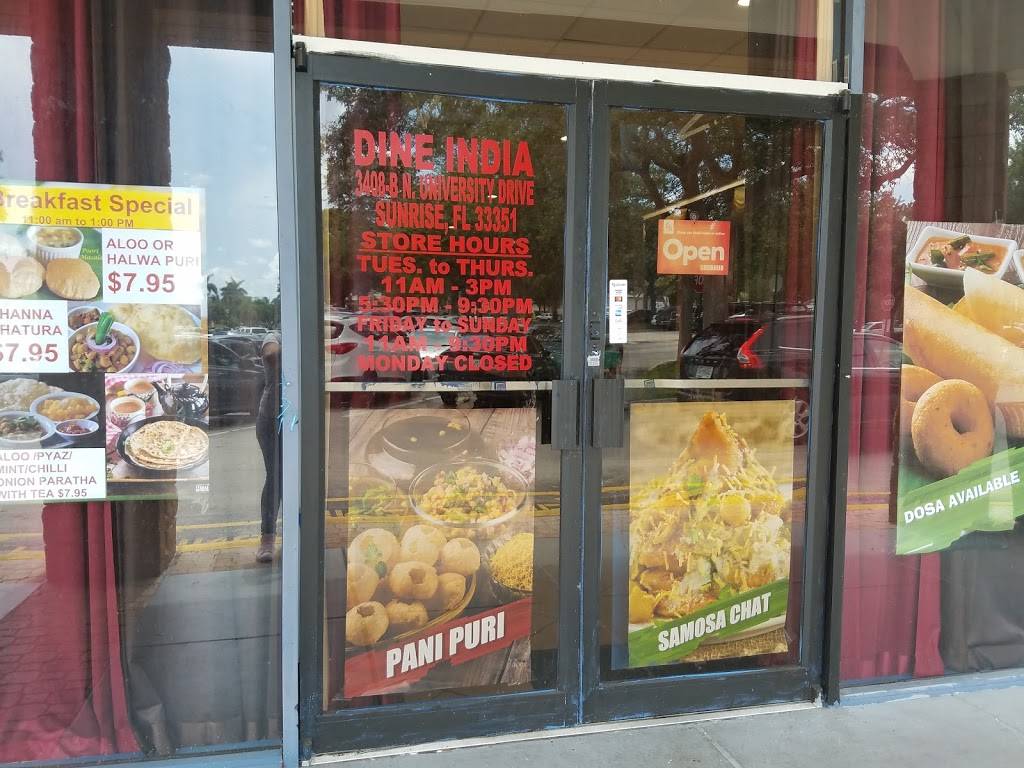 Breakfast Special
11:00 am to 1:00 PM
ALOO OR
HALWA PURI
$7.95
HANNA
HATURA
$7.95
ALOO /PYAZ/
MINT/CHILLI
ONION PARATHA
WITH TEA $7.95
DINE INDIA
3408-B N. UNIVERSITY DRIVE
SUNRISE, FL 33351
STORE HOURS
TUES. to THURS.
11AM - 3PM
5:30PM - 9:30PM
FRIDAY to SUNDAY
11AM - 9:30PM
MONDAY CLOSED
Open
PANI PURI
SAMOSA CHAT
DOSA AVAILABLE